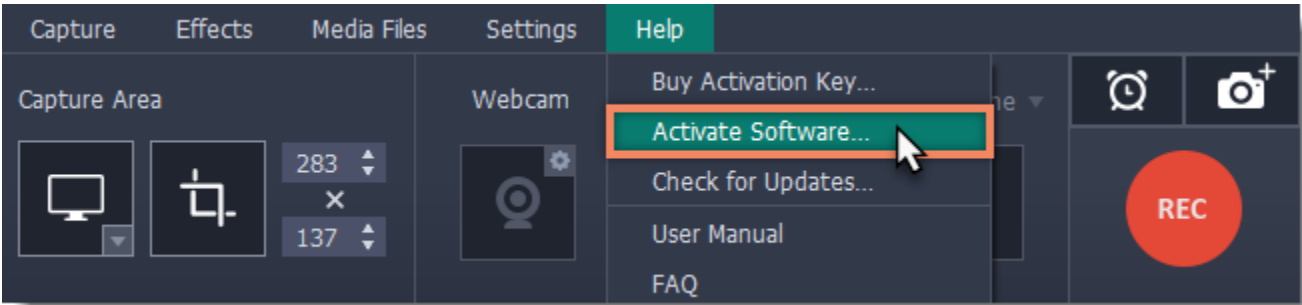 Capture Effects Media Files Settings Help
Capture Area
Webcam
Buy Activation Key...
Activate Software...
Check for Updates...
User Manual
FAQ
283
×
137
REC